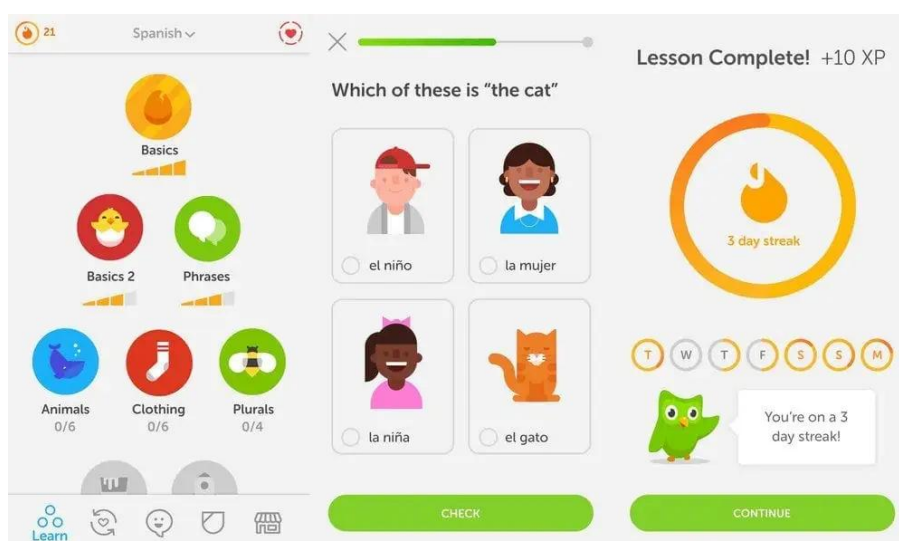 21
Spanish
Basics
Basics 2
Phrases
Animals
Clothing
Plurals
0/6
0/6
0/4
Learn
Which of these is “the cat”
el niño
la mujer
la niña
el gato
CHECK
Lesson Complete! +10 XP
3 day streak
T W T F S S M
You're on a 3
day streak!
CONTINUE